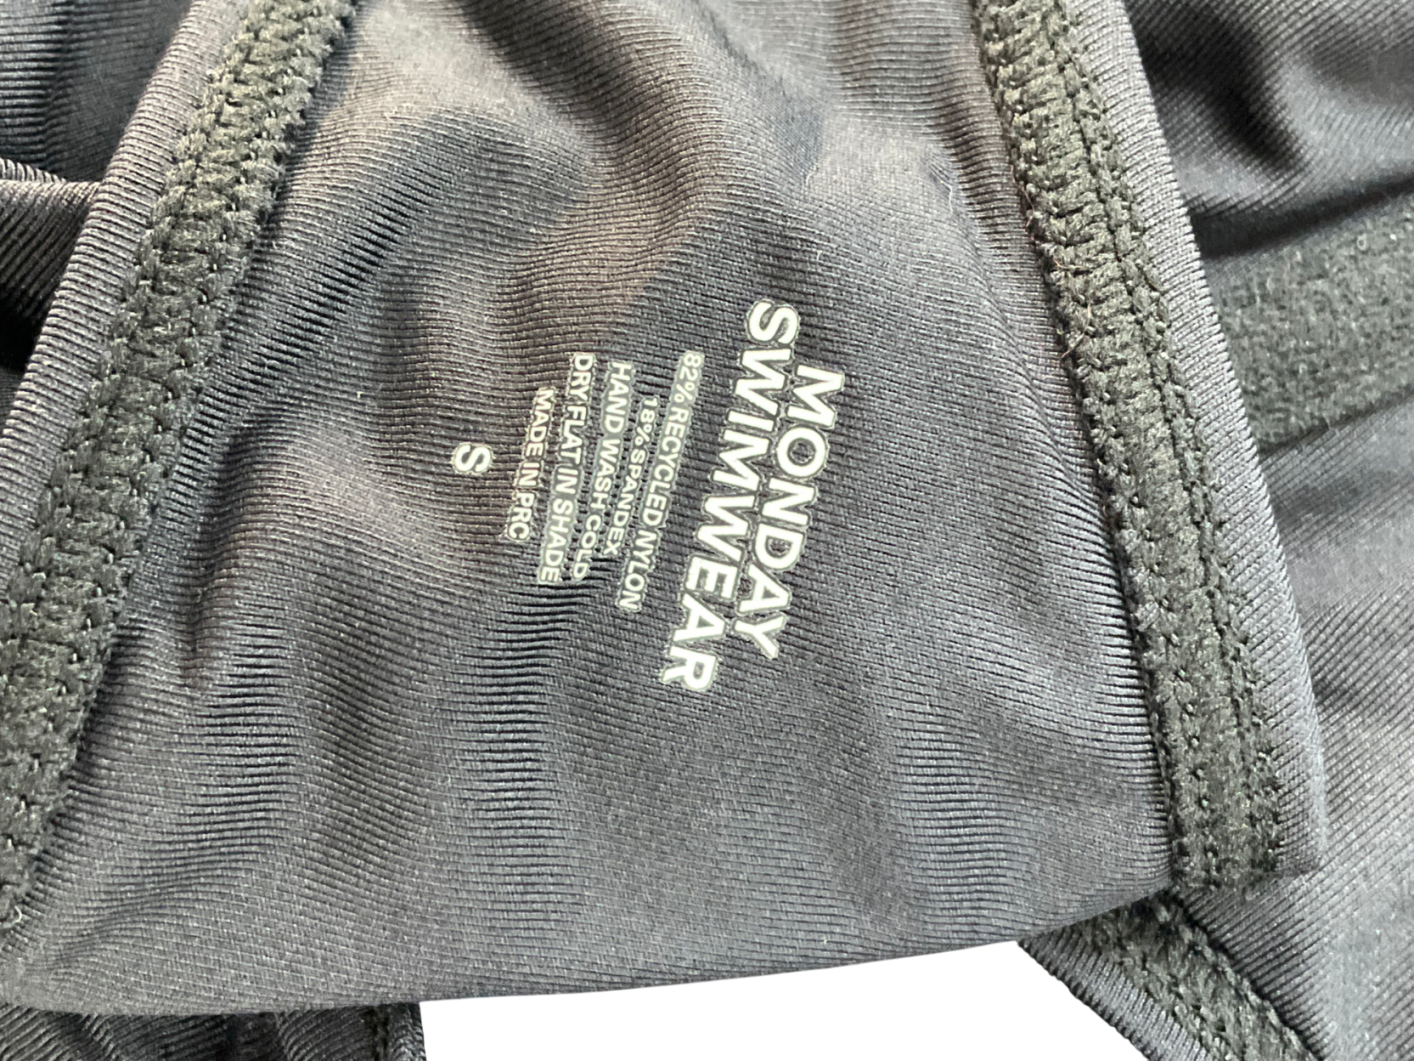 MONDAY
SWIMWEAR
82% RECYCLED NYLON
18% SPANDEX
HAND WASH COLD
DRY FLAT IN SHADE
MADE IN PRC
S